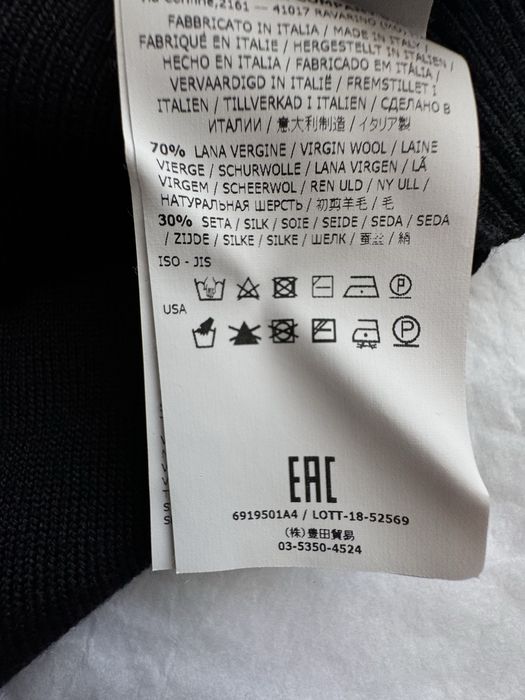 2161 — 41017 RAVARINO
FABBRICATO IN ITALIA / MADE IN ITALY /
FABRIQUÉ EN ITALIE / HERGESTELLT IN ITALIEN /
HECHO EN ITALIA / FABRICADO EM ITÁLIA /
VERVAARDIGD IN ITALIË / FREMSTILLET I
ITALIEN / TILLVERKAD I ITALIEN / СДЕЛАНО В
ИТАЛИИ / 意大利制造 / イタリア製
70% LANA VERGINE / VIRGIN WOOL / LAINE
VIERGE / SCHURWOLLE / LANA VIRGEN / LÃ
VIRGEM / SCHEERWOL / REN ULD / NY ULL /
НАТУРАЛЬНАЯ ШЕРСТЬ / 初剪羊毛 / 毛
30% SETA / SILK / SOIE / SEIDE / SEDA / SEDA
/ ZIJDE / SILKE / SILKE / ШЕЛК / 蚕丝 / 絹
ISO - JIS
P
USA
P
EAC
6919501A4 / LOTT-18-52569
(株)豊田貿易
03-5350-4524